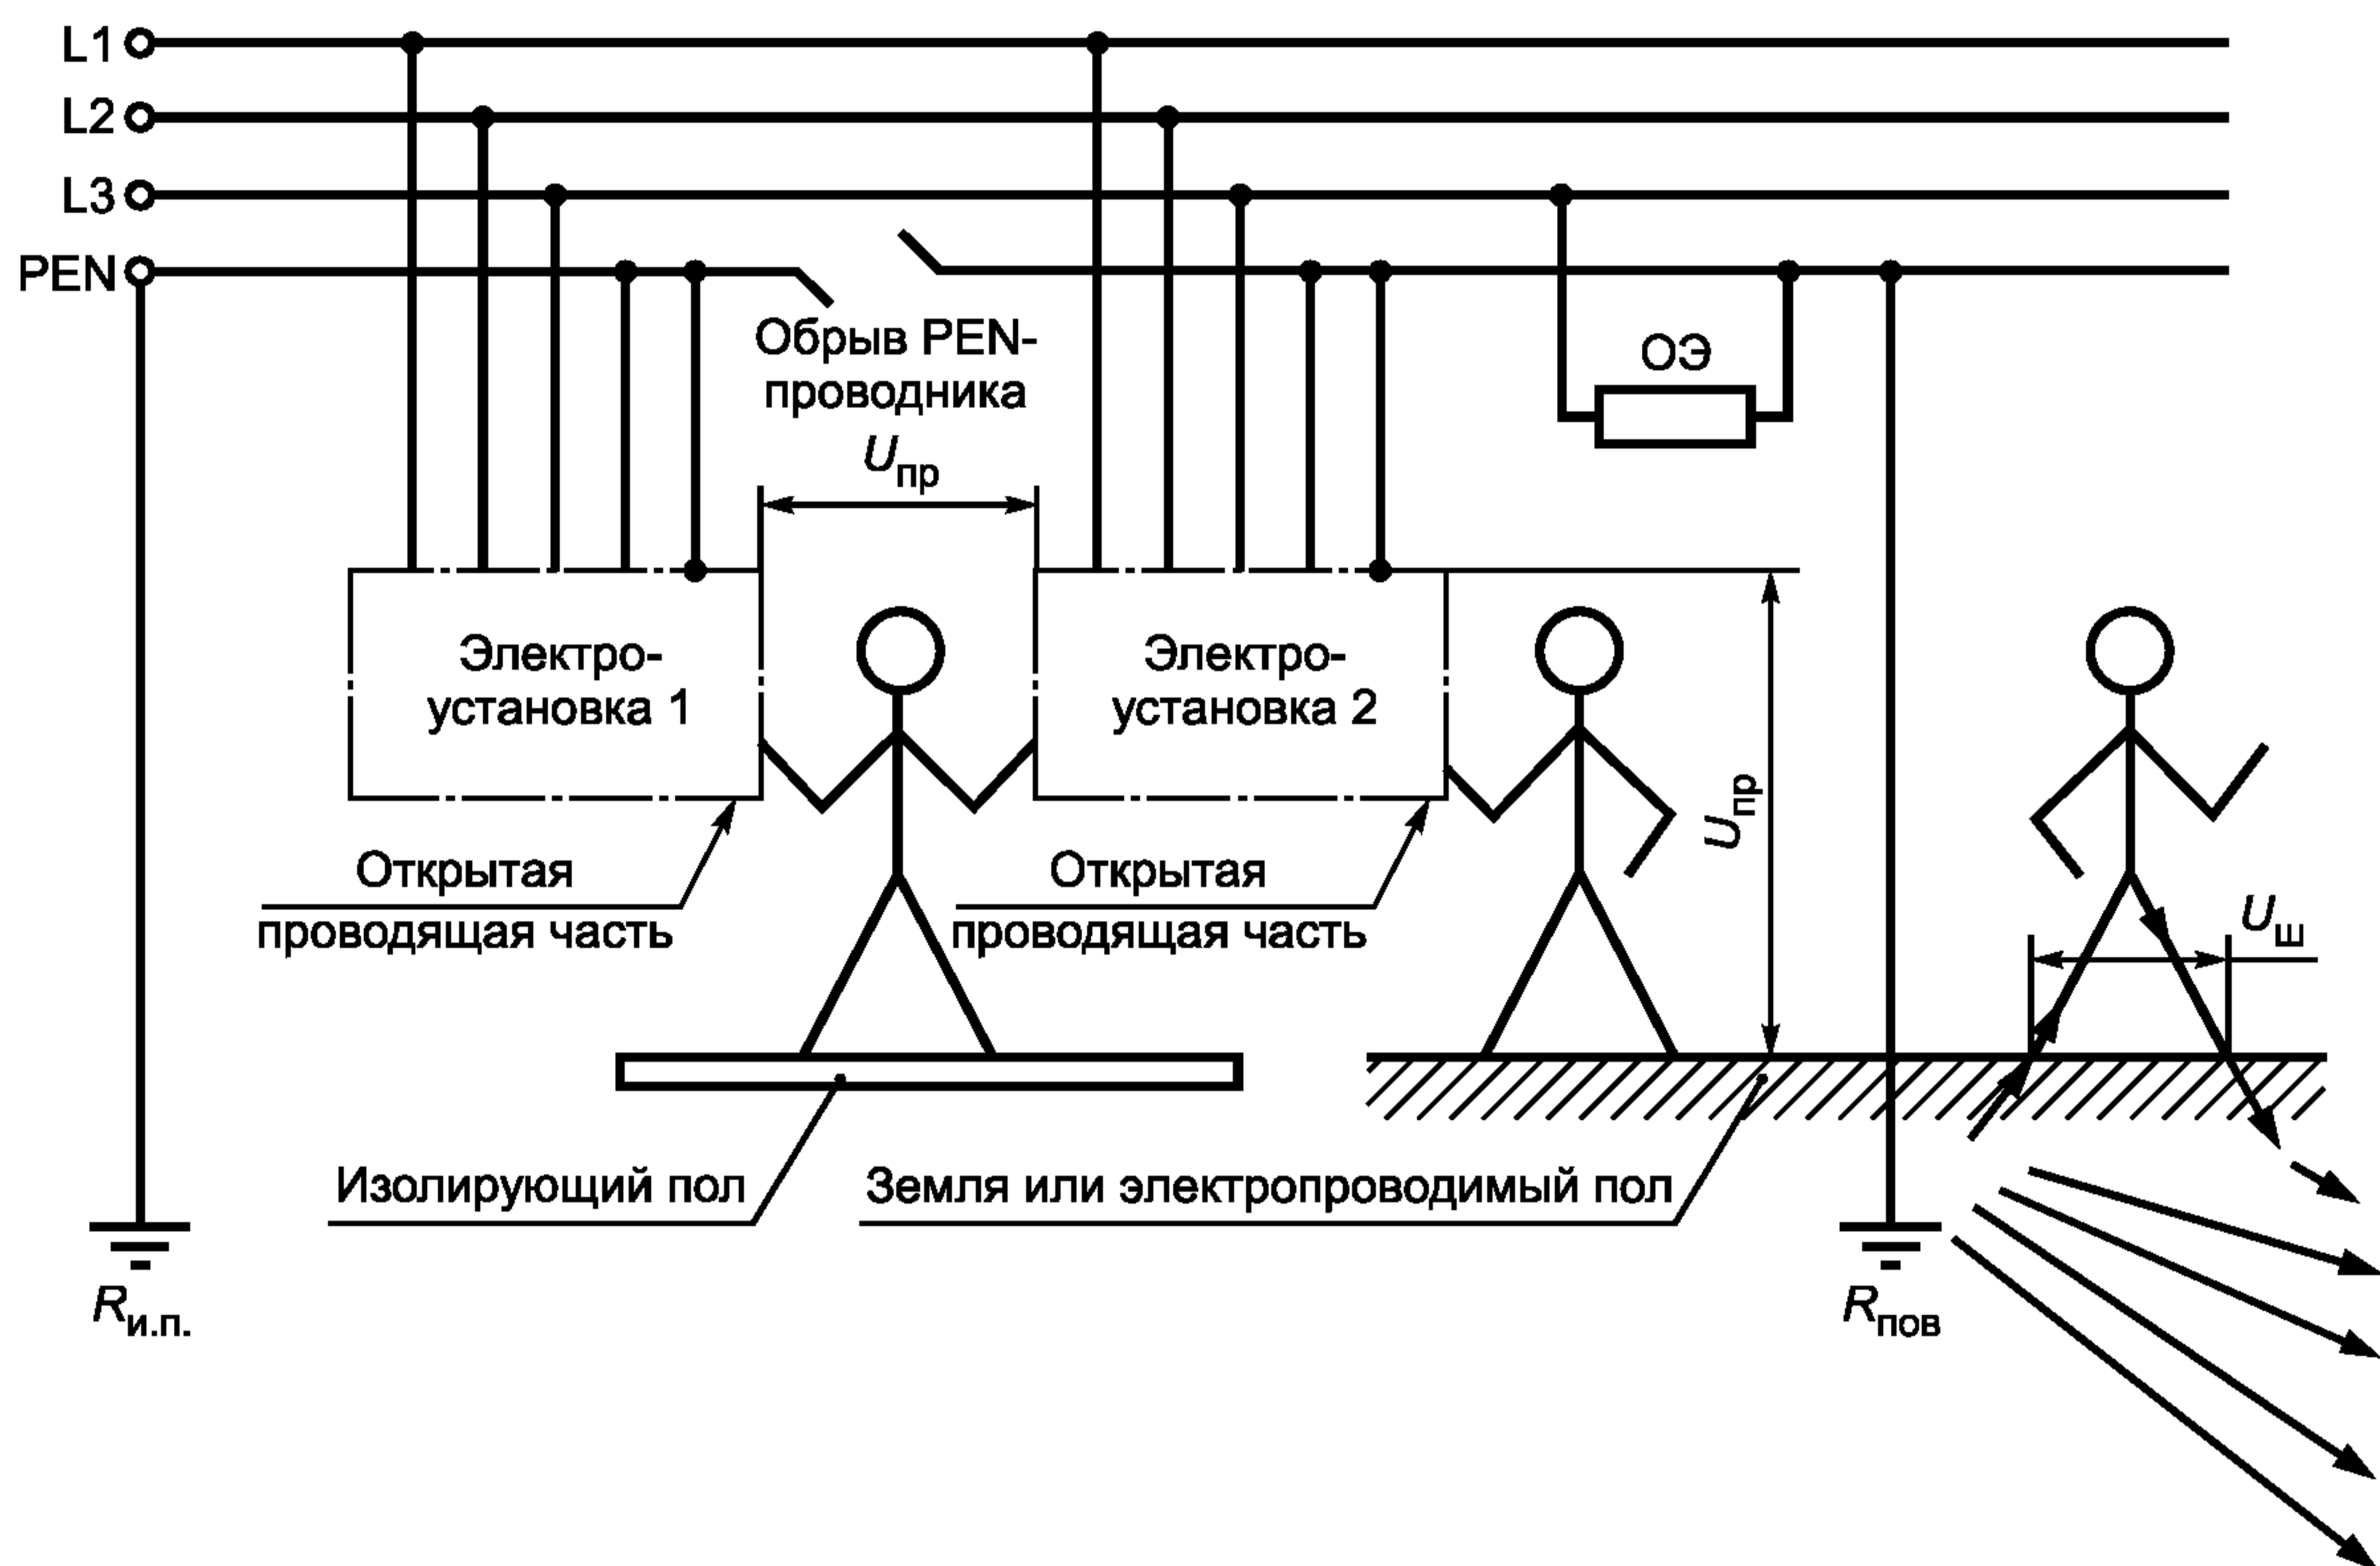 L1
L2
L3
PEN
Обрыв PEN-
проводника
ОЭ
Uпр
Электро-
установка 1
Электро-
установка 2
Uпр
Открытая
проводящая часть
Открытая
проводящая часть
Uш
Изолирующий пол
Земля или электропроводимый пол
Rи.п.
Rпов